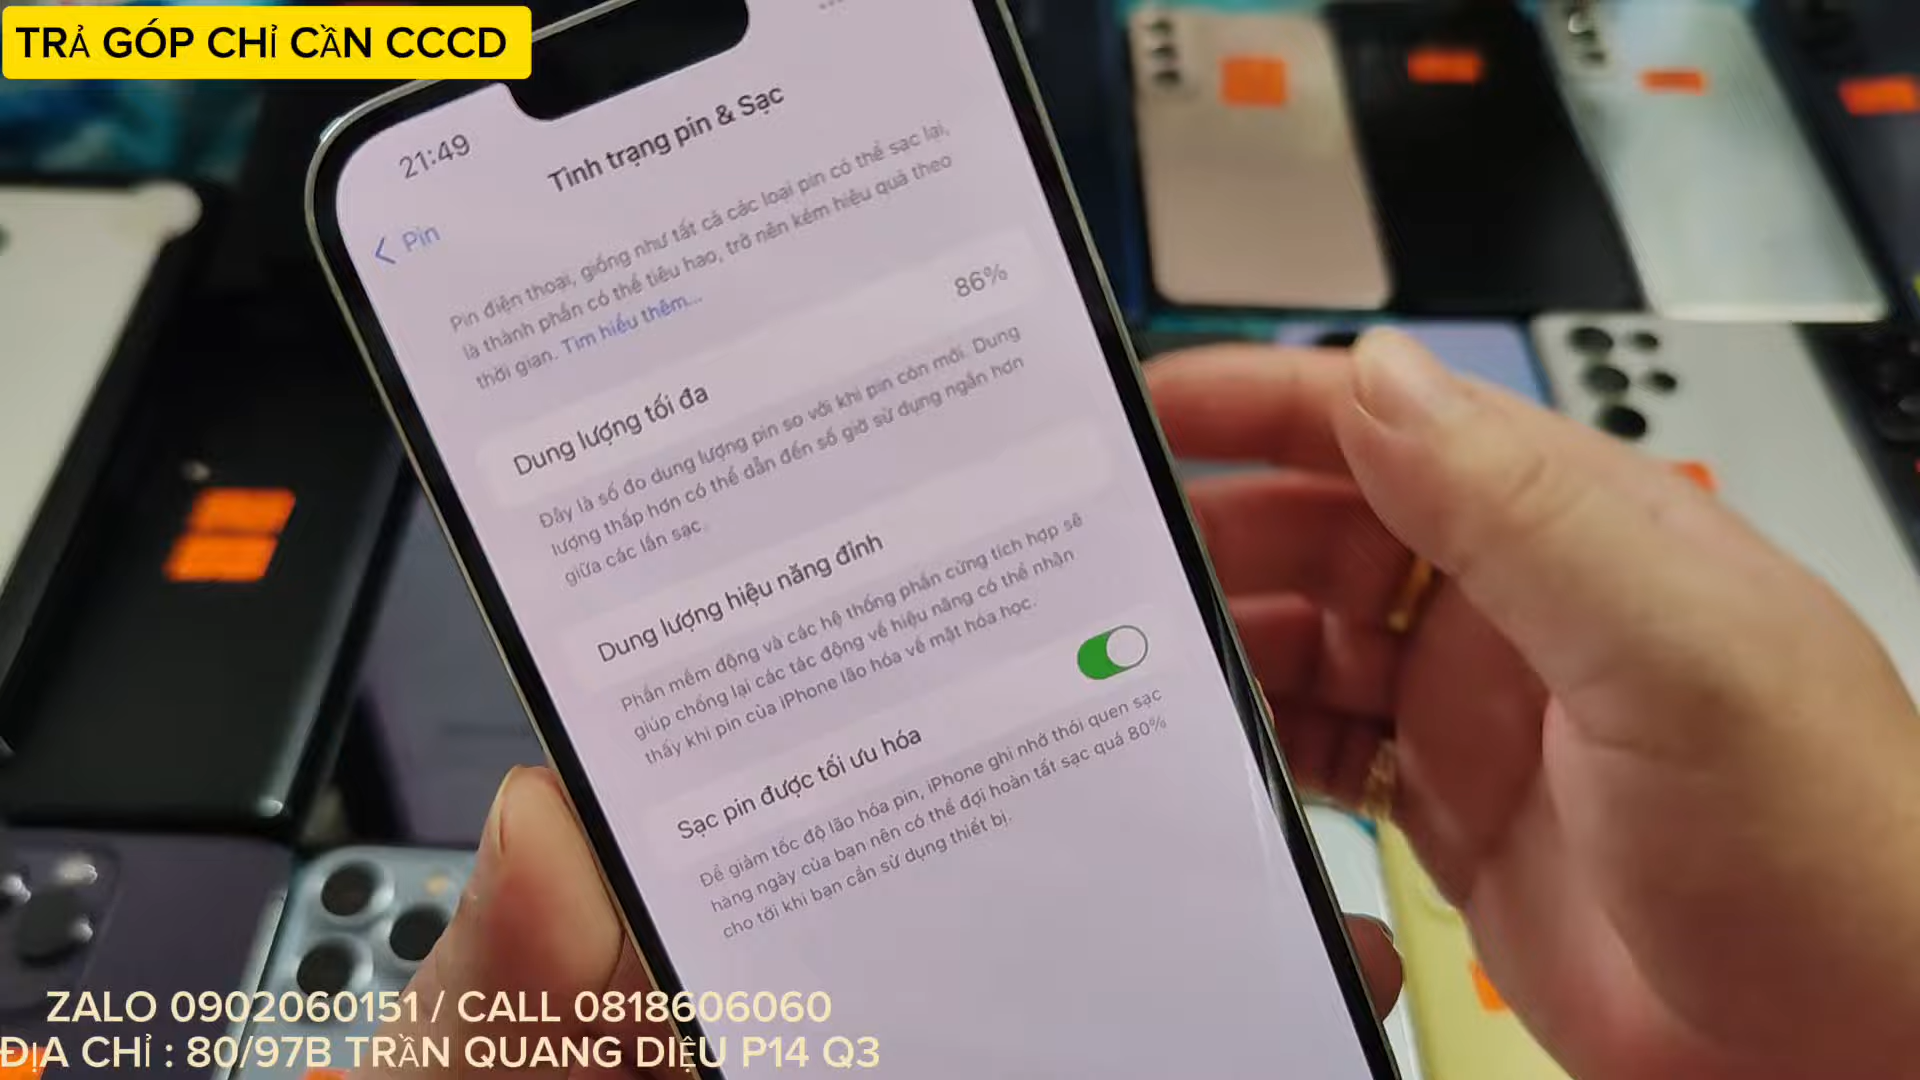 TRẢ GÓP CHỈ CẦN CCCD
21:49
Pin
Tình trạng pin & Sạc
Pin điện thoại, giống như tất cả các loại pin có thể sạc lại,
là thành phần có thể tiêu hao, trở nên kém hiệu quả theo
thời gian. Tìm hiểu thêm...
Dung lượng tối đa 86%
Đây là số đo dung lượng pin so với khi pin còn mới. Dung
lượng thấp hơn có thể dẫn đến số giờ sử dụng ngắn hơn
giữa các lần sạc.
Dung lượng hiệu năng đỉnh
Phần mềm động và các hệ thống phần cứng tích hợp sẽ
giúp chống lại các tác động về hiệu năng có thể nhận
thấy khi pin của iPhone lão hóa về mặt hóa học.
Sạc pin được tối ưu hóa
Để giảm tốc độ lão hóa pin, iPhone ghi nhớ thói quen sạc
hàng ngày của bạn nên có thể đợi hoàn tất sạc quá 80%
cho tới khi bạn cần sử dụng thiết bị.
ZALO 0902060151 / CALL 0818606060
ĐỊA CHỈ : 80/97B TRẦN QUANG DIỆU P14 Q3